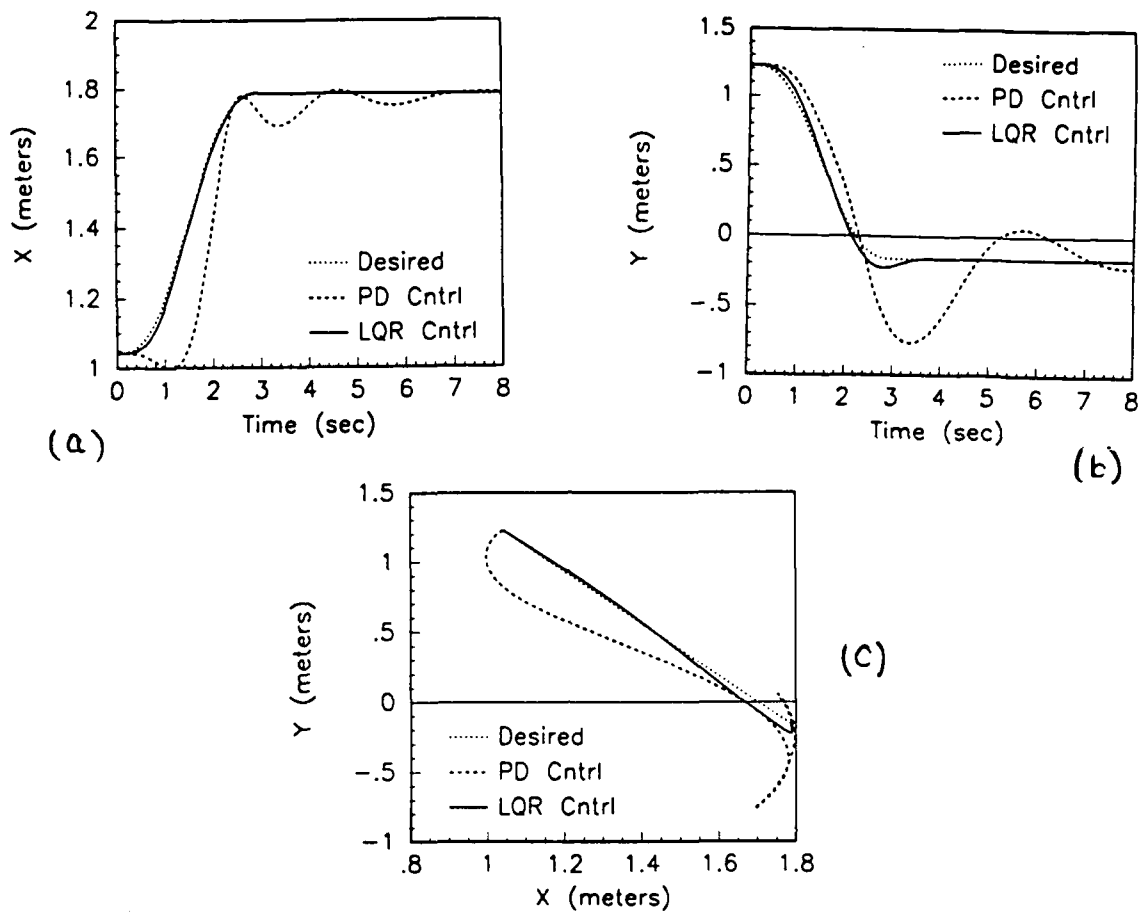 2
1.8
1.6
1.4
1.2
1
X (meters)
Desired
PD Cntrl
LQR Cntrl
0 1 2 3 4 5 6 7 8
Time (sec)
(a)
1.5
1
.5
0
-.5
-1
Y (meters)
Desired
PD Cntrl
LQR Cntrl
0 1 2 3 4 5 6 7 8
Time (sec)
(b)
1.5
1
.5
0
-.5
-1
Y (meters)
Desired
PD Cntrl
LQR Cntrl
.8 1 1.2 1.4 1.6 1.8
X (meters)
(C)